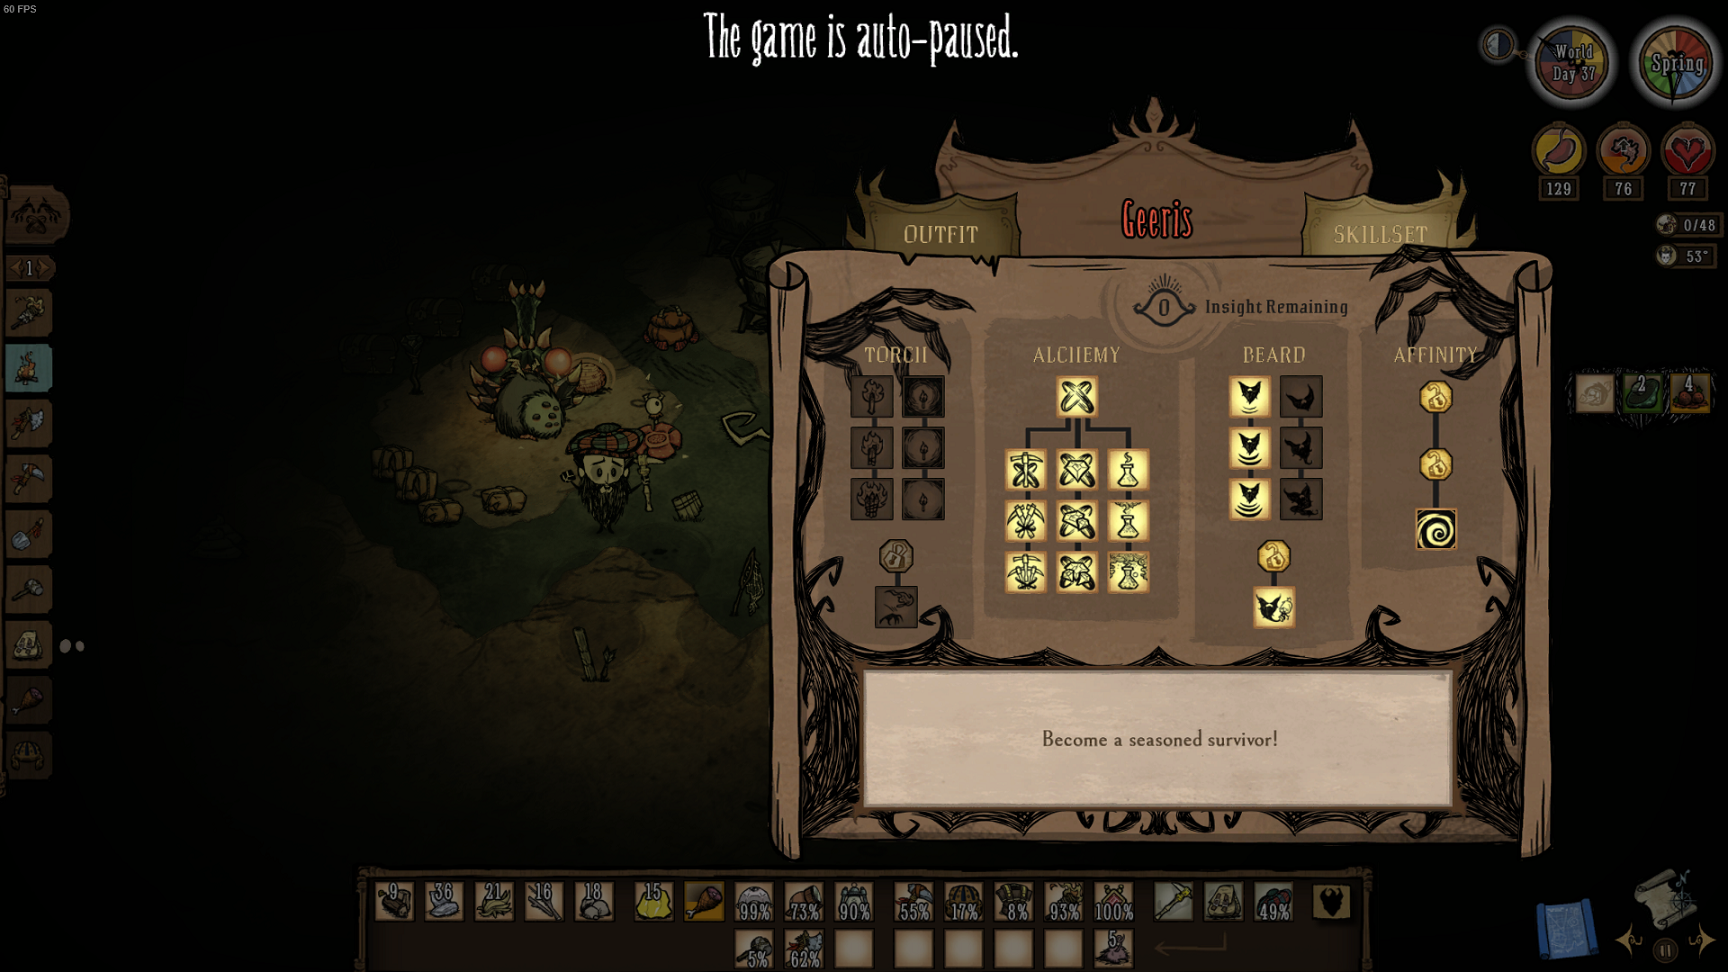 60 FPS
The game is auto-paused.
World
Day 37
Spring
129
76
77
0/48
53°
OUTFIT
Geeris
SKILLSET
0 Insight Remaining
TORCH
ALCHEMY
BEARD
AFFINITY
1
2
4
Become a seasoned survivor!
9
36
21
16
18
15
99%
73%
90%
55%
17%
8%
93%
100%
49%
5%
62%
5